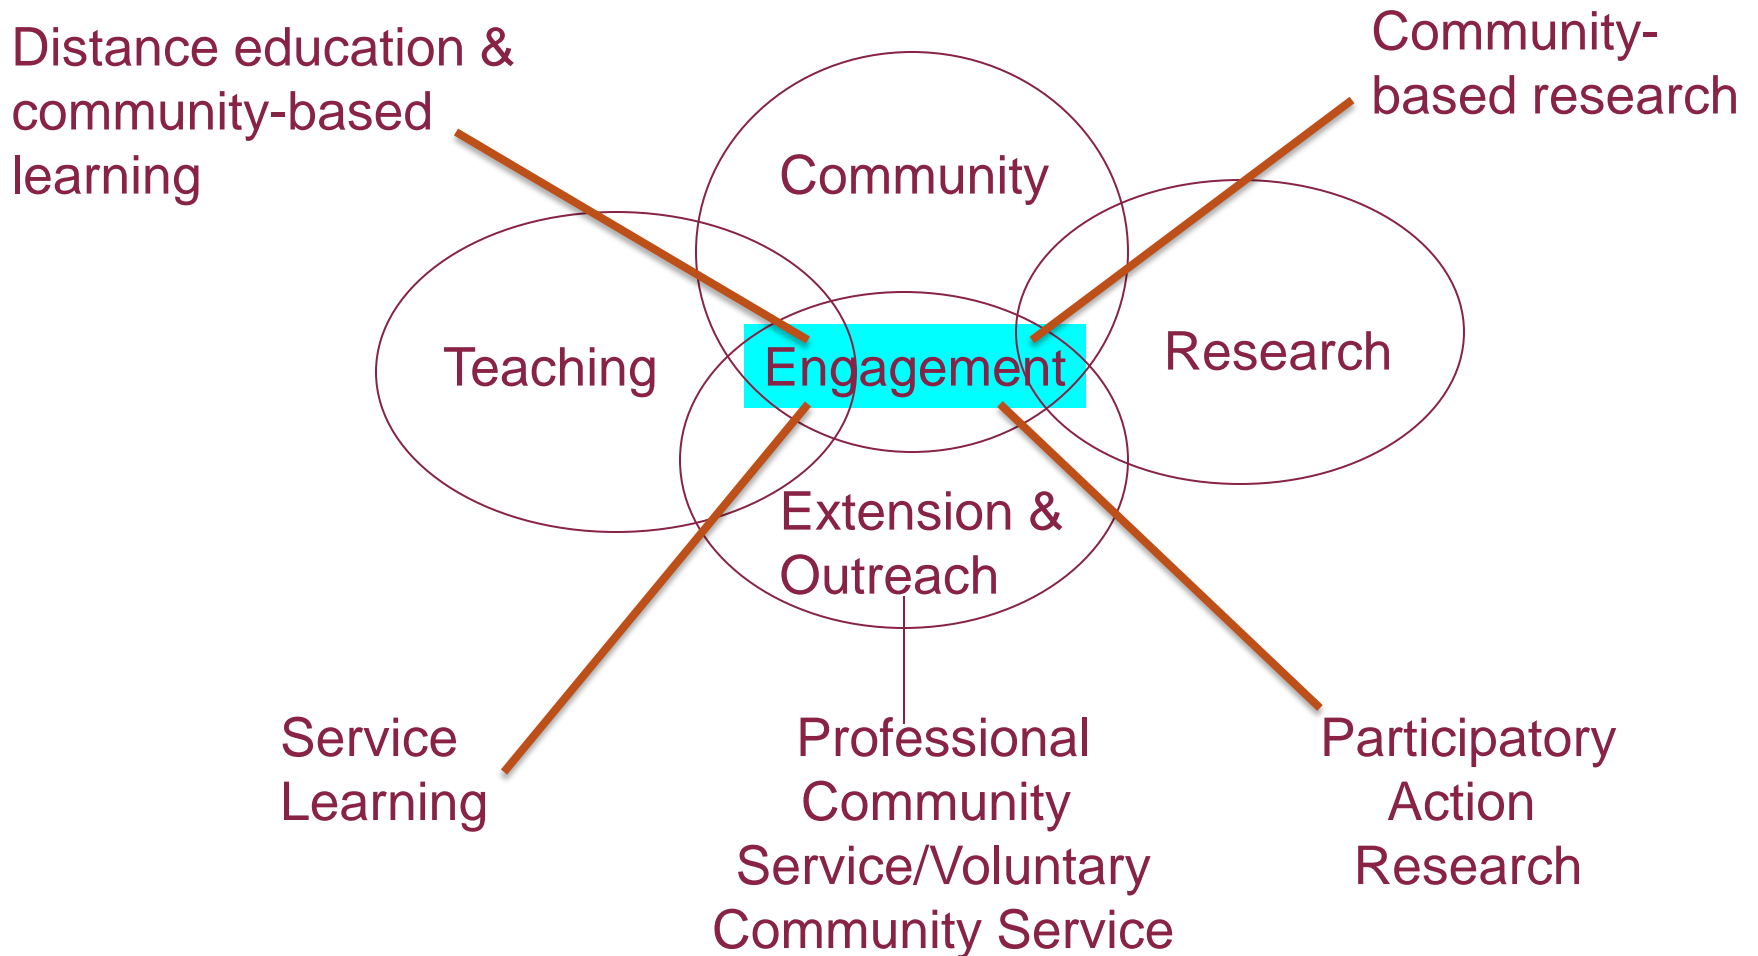 Distance education &
community-based
learning
Community-
based research
Community
Teaching
Engagement
Research
Extension &
Outreach
Service
Learning
Professional
Community
Service/Voluntary
Community Service
Participatory
Action
Research